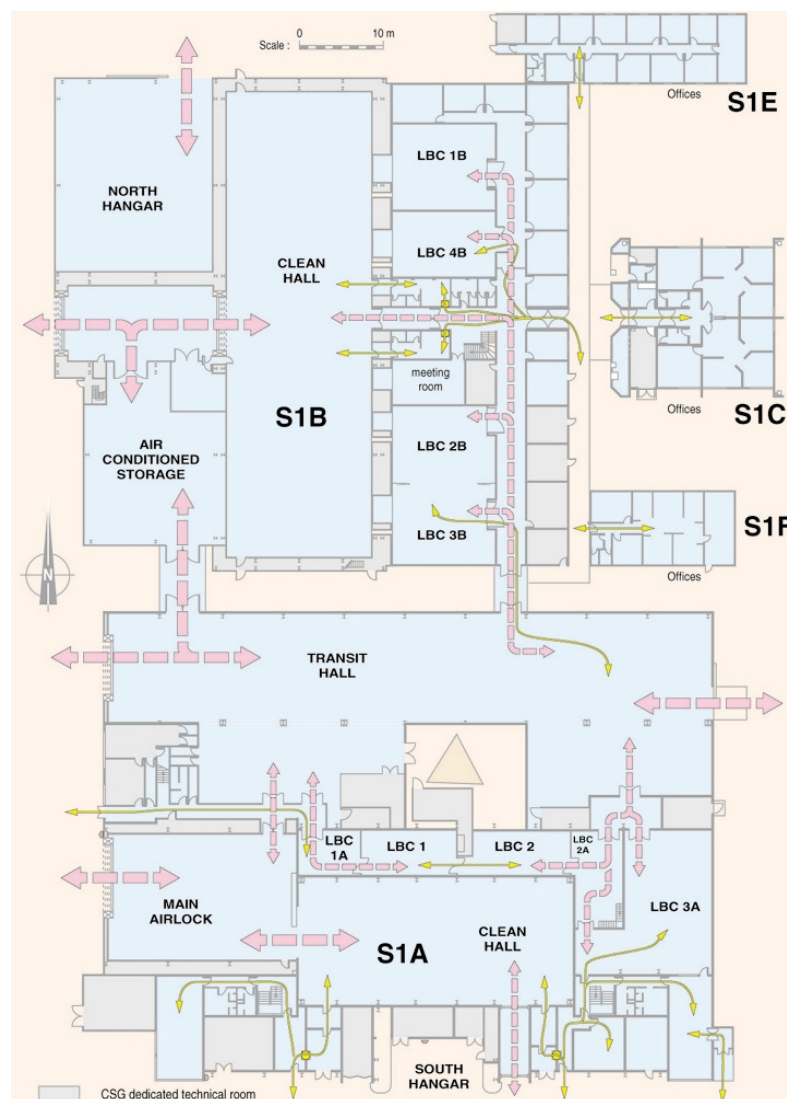 Scale :
0
10 m
Offices
S1E
NORTH
HANGAR
LBC 1B
LBC 4B
CLEAN
HALL
meeting
room
S1B
Offices
S1C
AIR
CONDITIONED
STORAGE
LBC 2B
LBC 3B
N
Offices
TRANSIT
HALL
LBC
1A
LBC 1
LBC 2
LBC
2A
MAIN
AIRLOCK
S1A
CLEAN
HALL
LBC 3A
SOUTH
HANGAR
CSG dedicated technical room